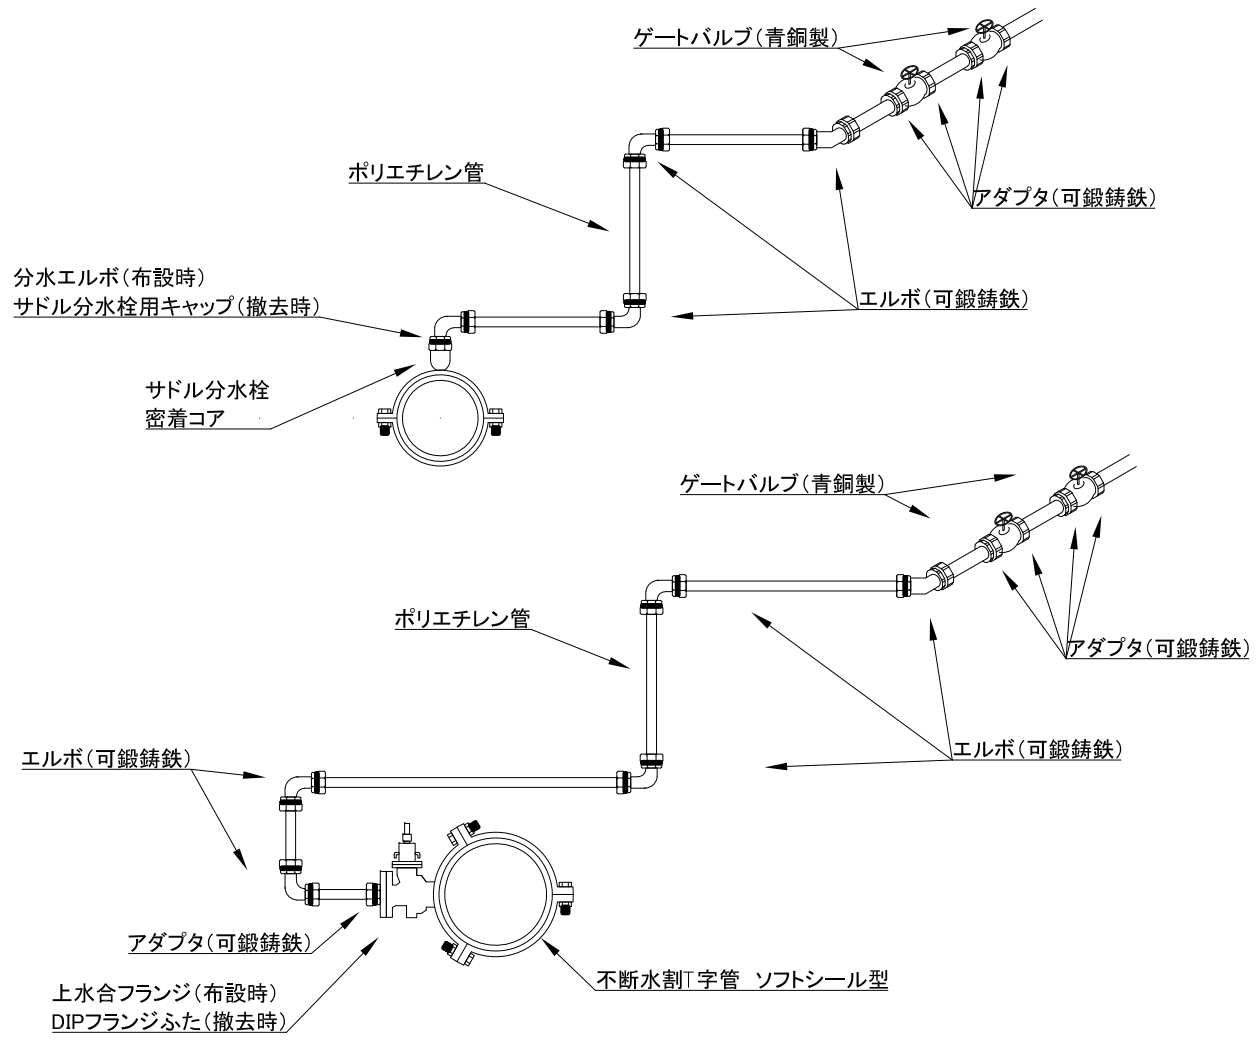 ゲートバルブ(青銅製)
ポリエチレン管
アダプタ(可鍛鋳鉄)
分水エルボ(布設時)
サドル分水栓用キャップ(撤去時)
エルボ(可鍛鋳鉄)
サドル分水栓
密着コア
ゲートバルブ(青銅製)
ポリエチレン管
アダプタ(可鍛鋳鉄)
エルボ(可鍛鋳鉄)
エルボ(可鍛鋳鉄)
アダプタ(可鍛鋳鉄)
不断水割T字管 ソフトシール型
上水合フランジ(布設時)
DIPフランジふた(撤去時)